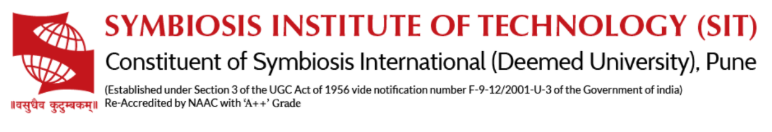 SYMBIOSIS INSTITUTE OF TECHNOLOGY (SIT)
Constituent of Symbiosis International (Deemed University), Pune
(Established under Section 3 of the UGC Act of 1956 vide notification number F-9-12/2001-U-3 of the Government of india)
Re-Accredited by NAAC with ‘A++’ Grade
॥वसुधैव कुटुम्बकम्॥